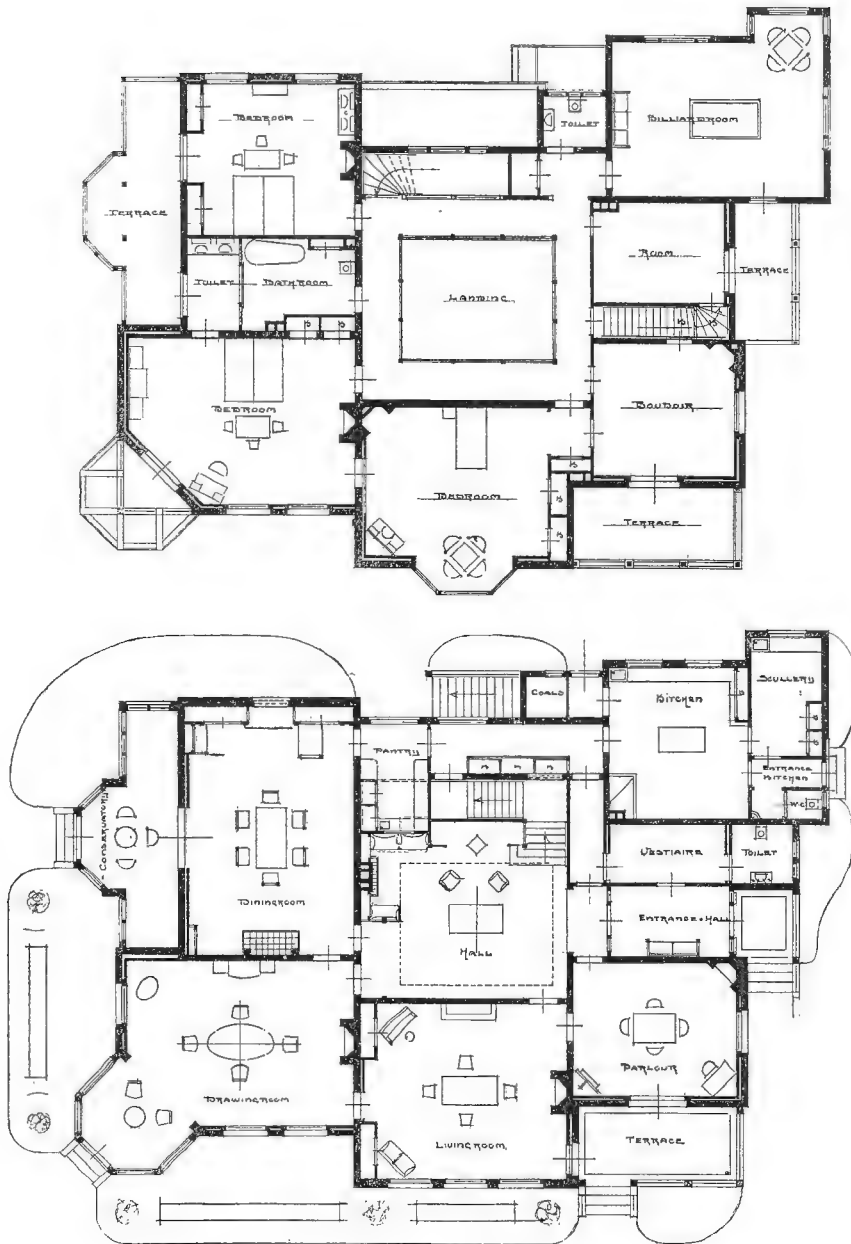 BEDROOM
TOILET
BILLIARDROOM
TERRACE
ROOM
TERRACE
TOILET
BATHROOM
LANDING
B
B
B
BEDROOM
BOUDOIR
BEDROOM
B
B
B
TERRACE
COALS
KITCHEN
SCULLERY
PANTRY
B
B
B
B
B
B
ENTRANCE
KITCHEN
W.C.
CONSERVATORY
DININGROOM
VESTIAIRE
TOILET
ENTRANCE-HALL
HALL
DRAWINGROOM
PARLOUR
LIVINGROOM
TERRACE